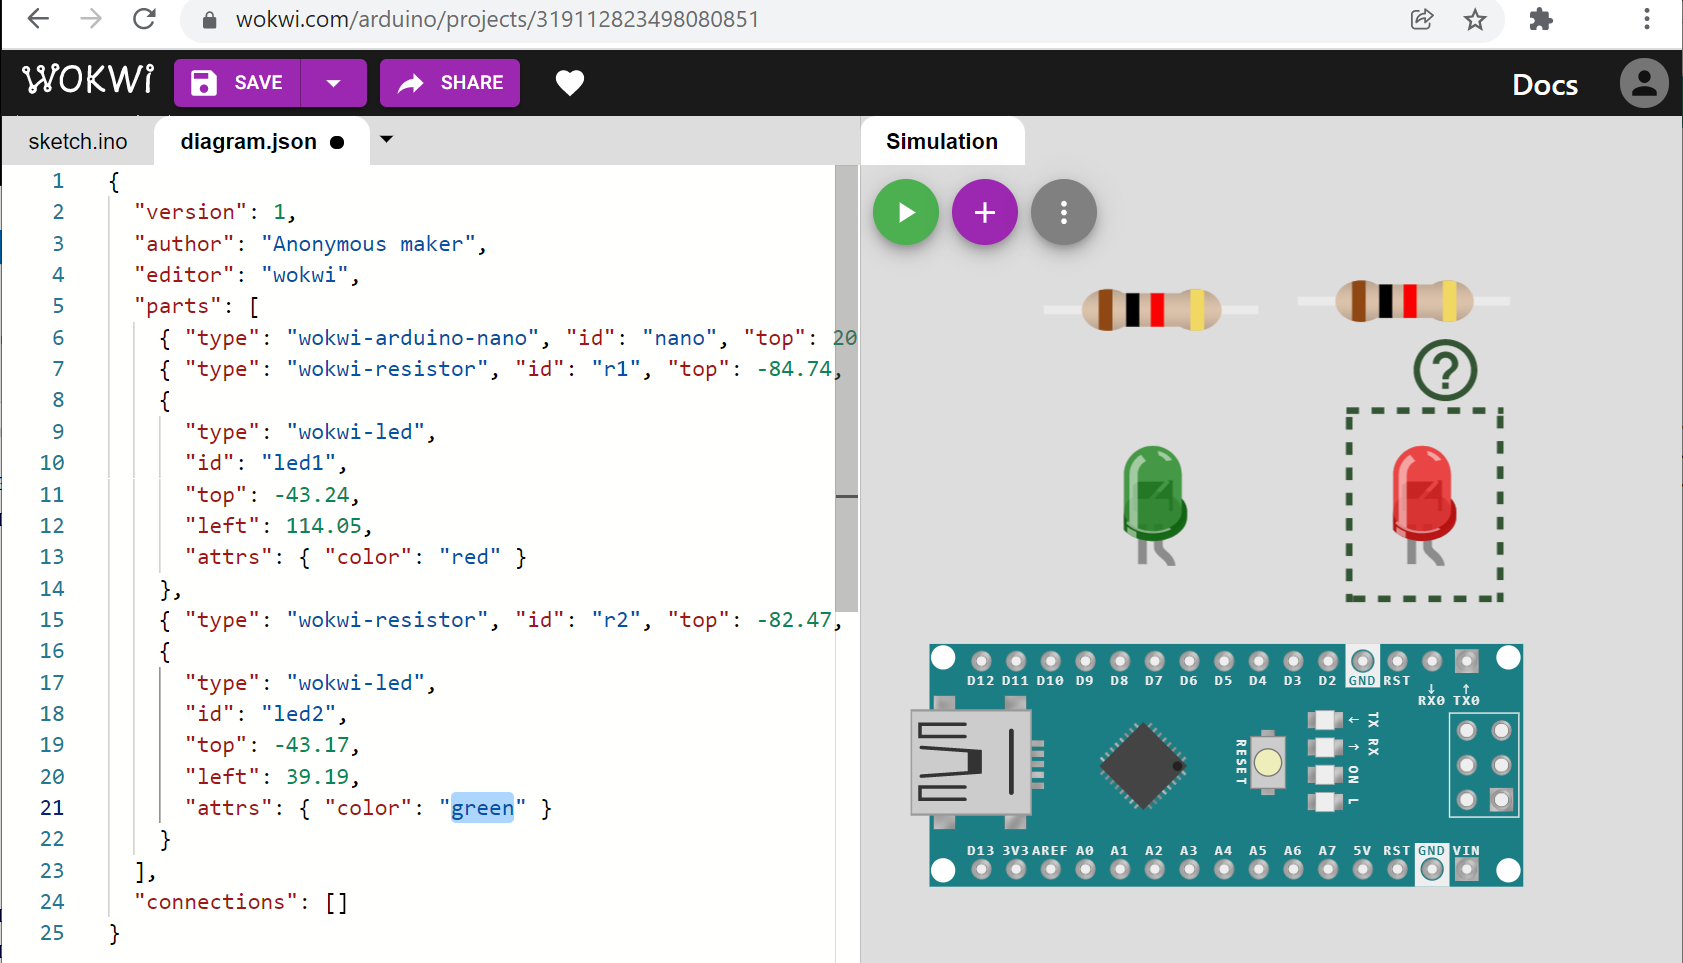 wokwi.com/arduino/projects/319112823498080851
WOKWi
SAVE
SHARE
Docs
sketch.ino
diagram.json
Simulation
1 {
2 "version": 1,
3 "author": "Anonymous maker",
4 "editor": "wokwi",
5 "parts": [
6 { "type": "wokwi-arduino-nano", "id": "nano", "top": 20
7 { "type": "wokwi-resistor", "id": "r1", "top": -84.74,
8 {
9 "type": "wokwi-led",
10 "id": "led1",
11 "top": -43.24,
12 "left": 114.05,
13 "attrs": { "color": "red" }
14 },
15 { "type": "wokwi-resistor", "id": "r2", "top": -82.47,
16 {
17 "type": "wokwi-led",
18 "id": "led2",
19 "top": -43.17,
20 "left": 39.19,
21 "attrs": { "color": "green" }
22 }
23 ],
24 "connections": []
25 }
?
D12 D11 D10 D9 D8 D7 D6 D5 D4 D3 D2 GND RST
↓ ↑
RX0 TX0
RESET
← TX
→ RX
ON
L
D13 3V3 AREF A0 A1 A2 A3 A4 A5 A6 A7 5V RST GND VIN